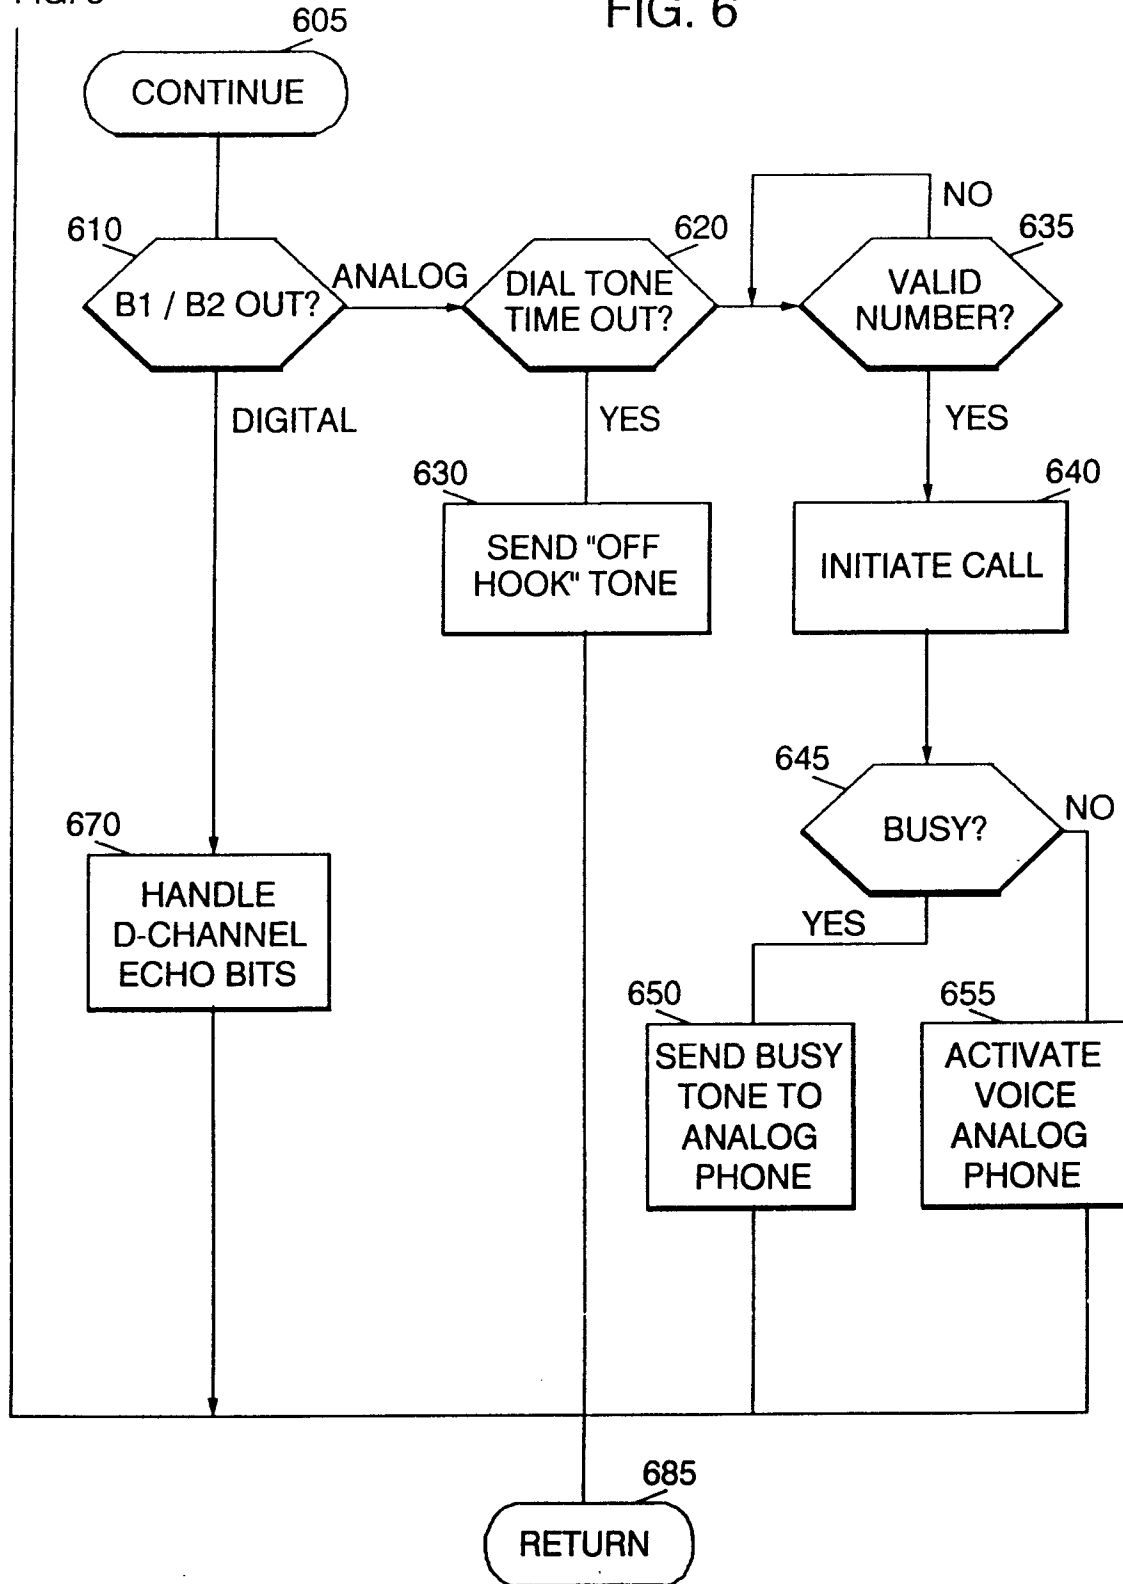 FIG. 6
605
CONTINUE
NO
610
620
635
ANALOG
B1 / B2 OUT?
DIAL TONE
TIME OUT?
VALID
NUMBER?
DIGITAL
YES
YES
630
640
SEND "OFF
HOOK" TONE
INITIATE CALL
645
NO
BUSY?
670
HANDLE
D-CHANNEL
ECHO BITS
YES
650
655
SEND BUSY
TONE TO
ANALOG
PHONE
ACTIVATE
VOICE
ANALOG
PHONE
685
RETURN